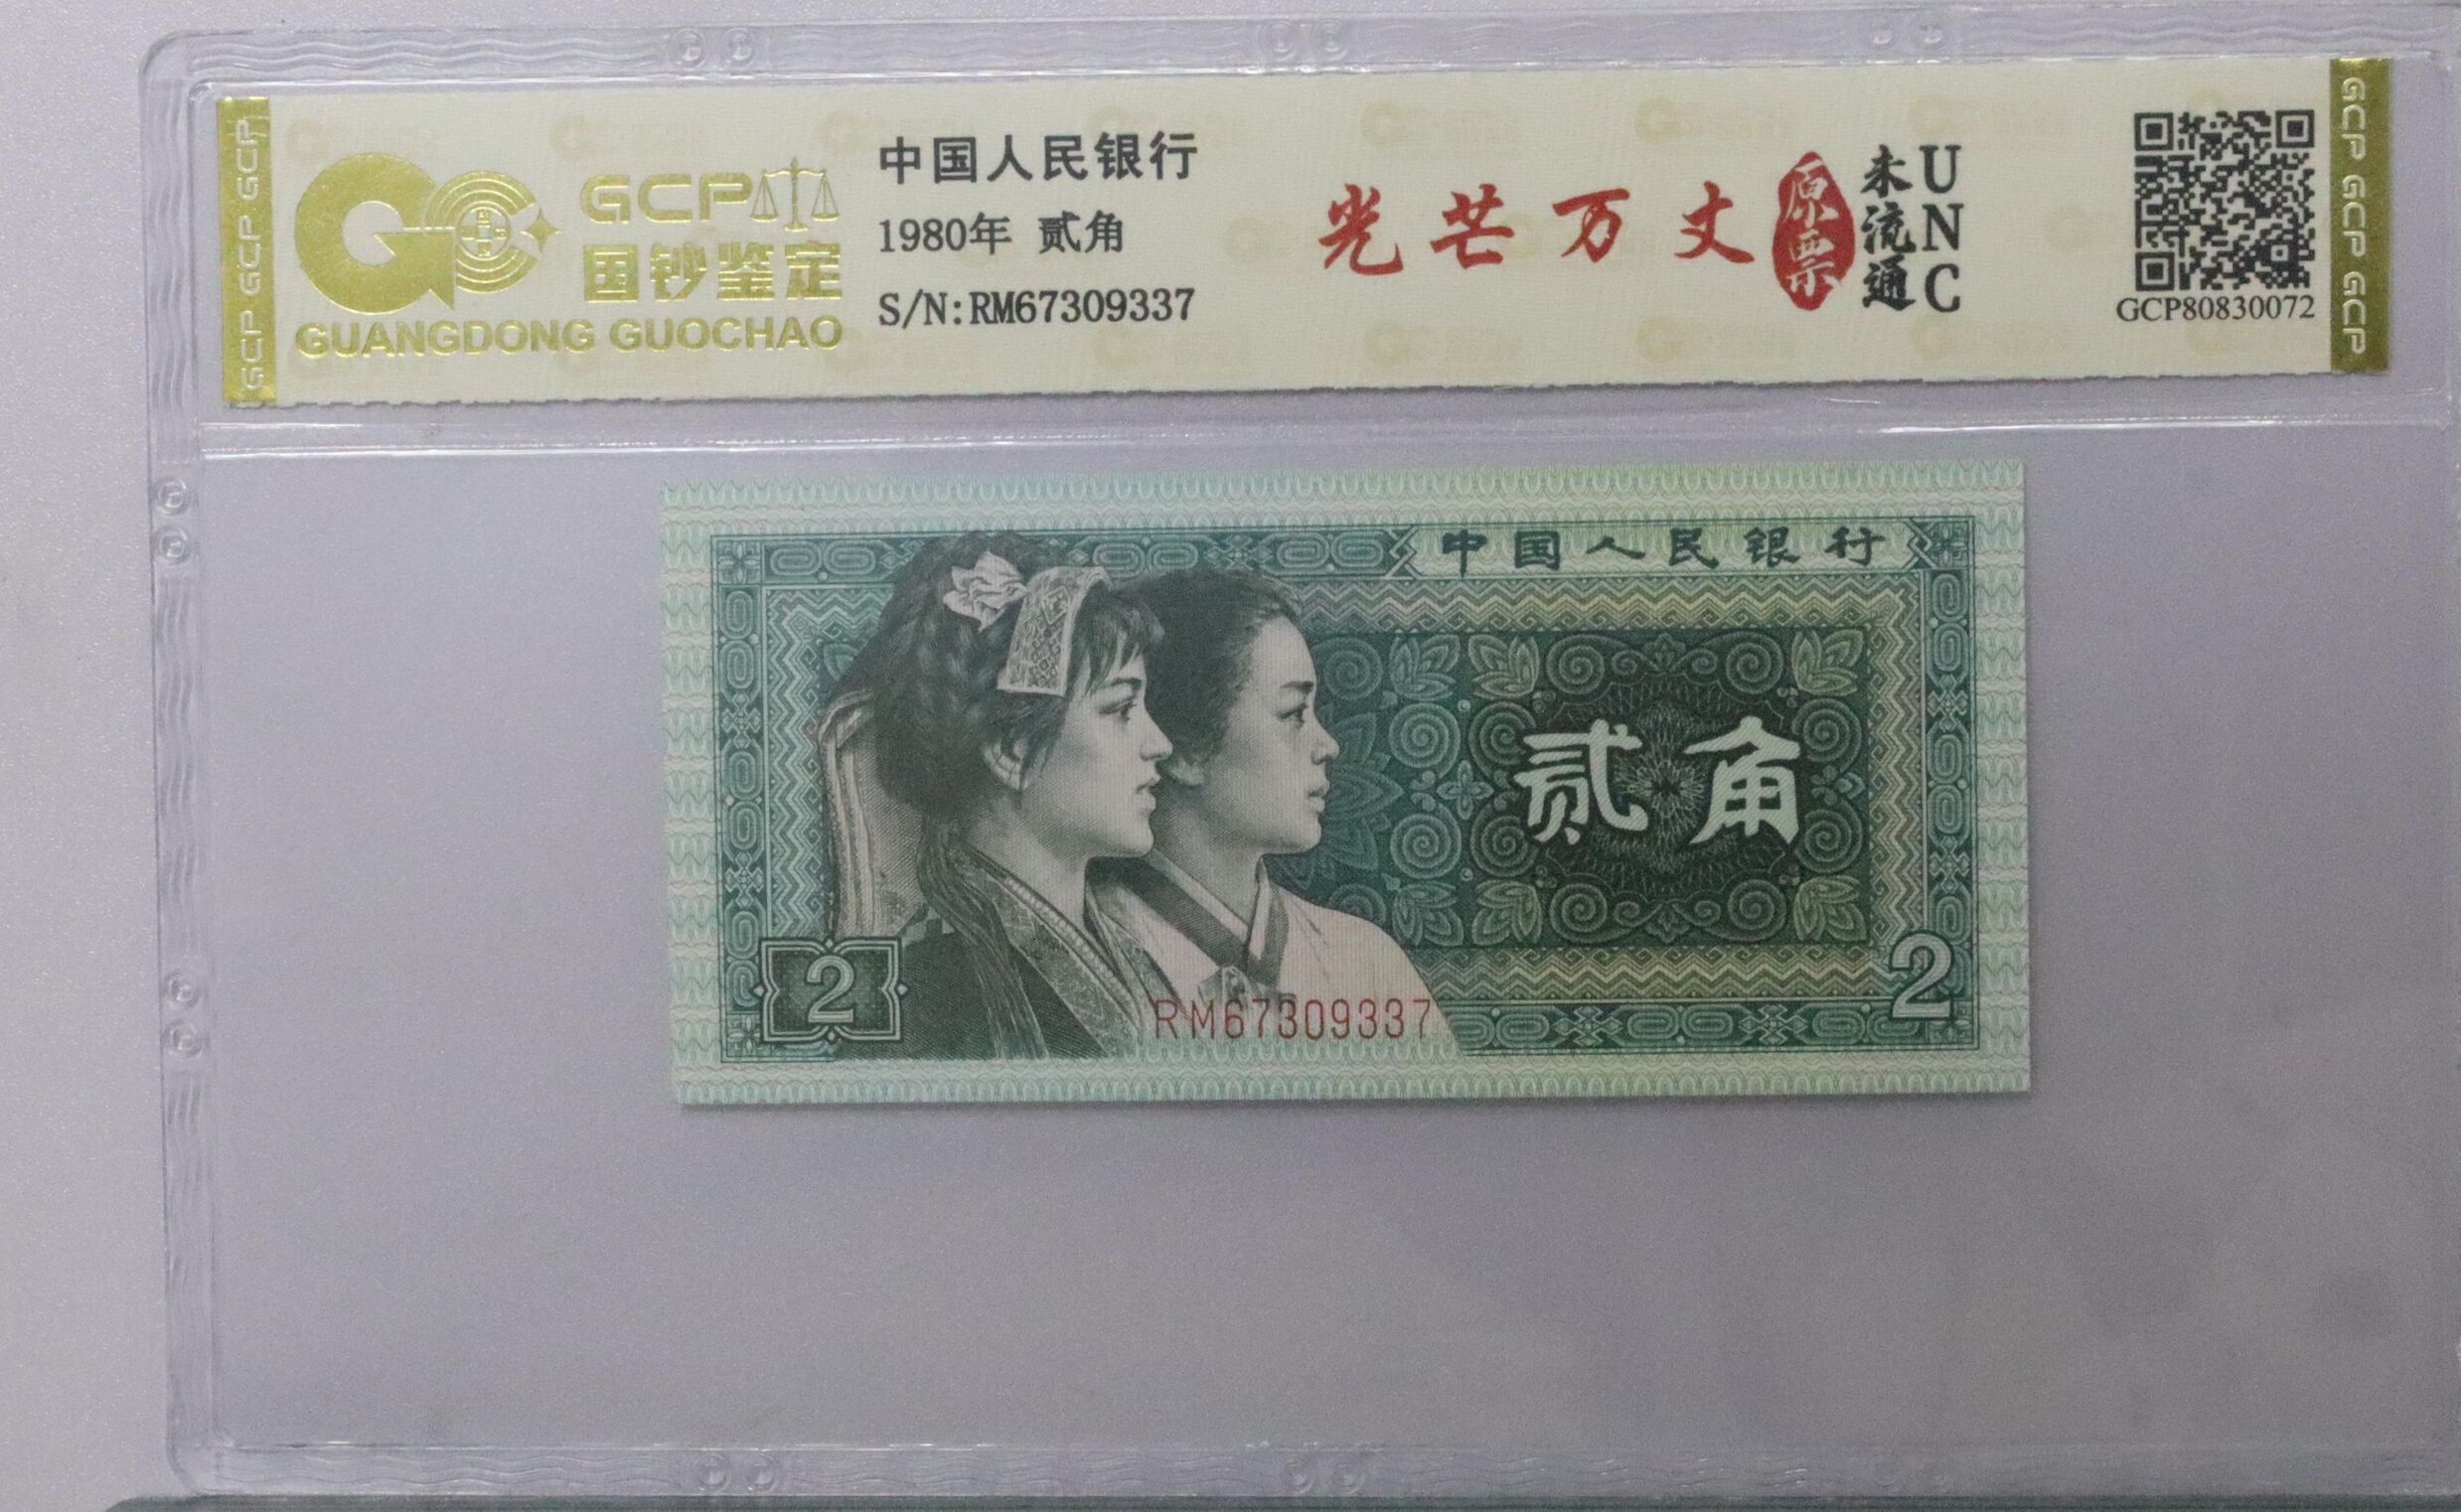 GCP GCP GCP
GCP
国钞鉴定
GUANGDONG GUOCHAO
中国人民银行
1980年 贰角
S/N:RM67309337
光芒万丈
原票
未流通
UNC
GCP80830072
GCP GCP GCP
中国人民银行
贰角
2
RM67309337
2